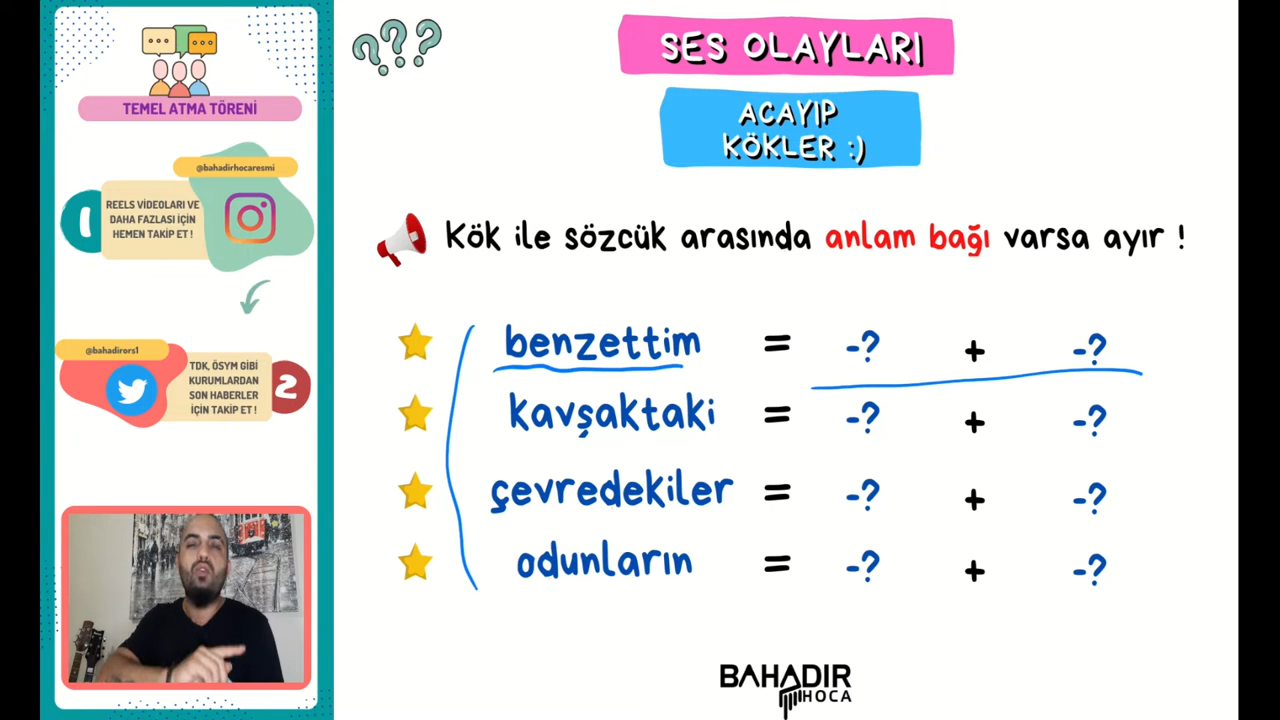 TEMEL ATMA TÖRENİ
@bahadirhocaresmi
1
REELS VİDEOLARI VE
DAHA FAZLASI İÇİN
HEMEN TAKİP ET !
@bahadirors1
TDK, ÖSYM GİBİ
KURUMLARDAN
SON HABERLER
İÇİN TAKİP ET !
2
???
SES OLAYLARI
ACAYIP
KÖKLER :)
Kök ile sözcük arasında anlam bağı varsa ayır !
benzettim = -? + -?
kavşaktaki = -? + -?
çevredekiler = -? + -?
odunların = -? + -?
BAHADIR
HOCA